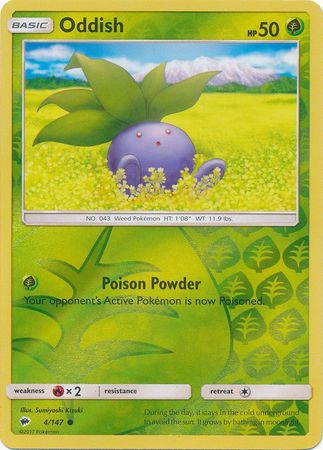 BASIC Oddish HP 50
NO. 043 Weed Pokémon HT: 1'08" WT: 11.9 lbs.
Poison Powder
Your opponent's Active Pokémon is now Poisoned.
weakness × 2 resistance retreat
Illus. Sumiyoshi Kizuki
4/147
©2017 Pokémon
During the day, it stays in the cold underground
to avoid the sun. It grows by bathing in moonlight.